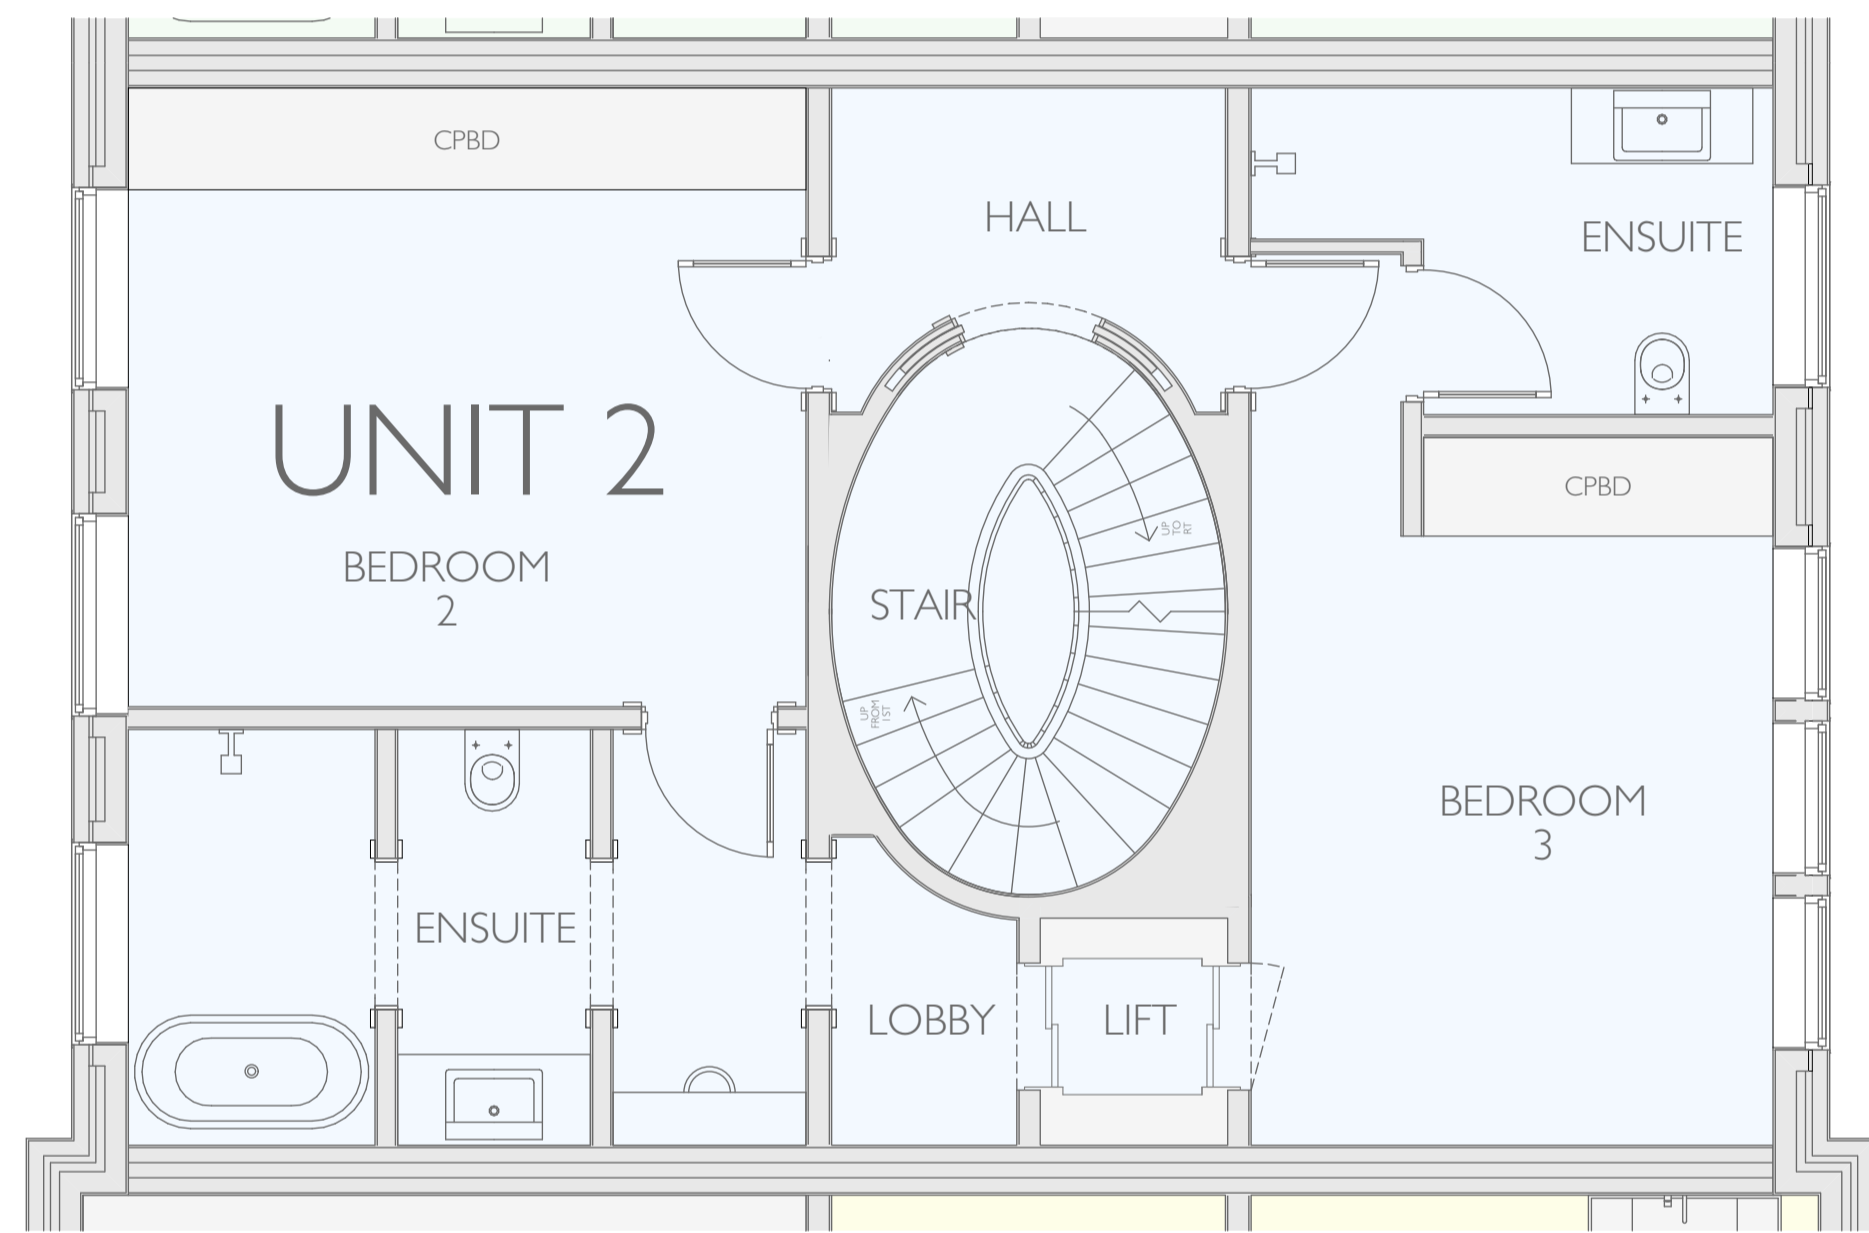 CPBD
HALL
ENSUITE
UNIT 2
CPBD
UP
TO
RT
BEDROOM
2
STAIR
UP
FROM
1ST
BEDROOM
3
ENSUITE
LOBBY
LIFT